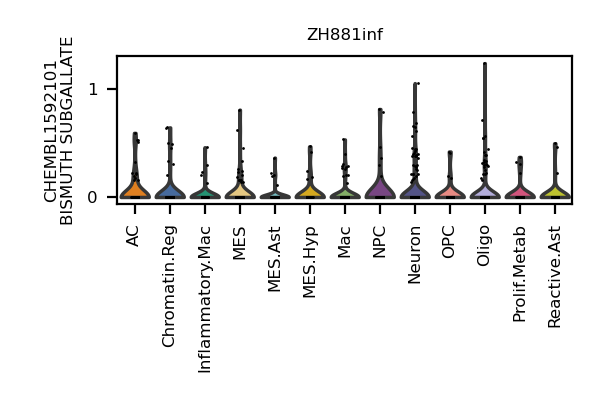 ZH881inf
CHEMBL1592101
BISMUTH SUBGALLATE
1
0
AC
Chromatin.Reg
Inflammatory.Mac
MES
MES.Ast
MES.Hyp
Mac
NPC
Neuron
OPC
Oligo
Prolif.Metab
Reactive.Ast